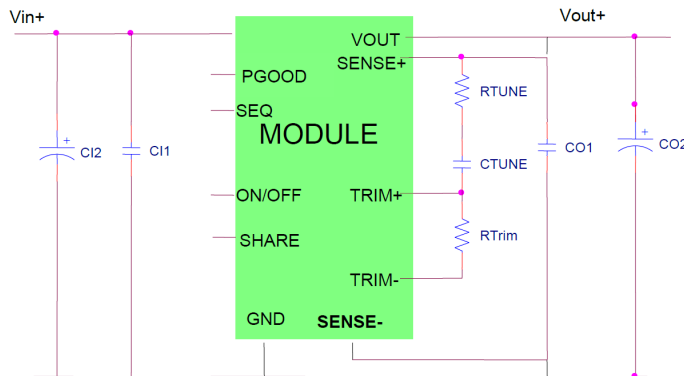 Vin+
Vout+
VOUT
SENSE+
PGOOD
RTUNE
SEQ
MODULE
CI2
CI1
CO1
CO2
CTUNE
ON/OFF
TRIM+
SHARE
RTrim
TRIM-
GND
SENSE-
+
+